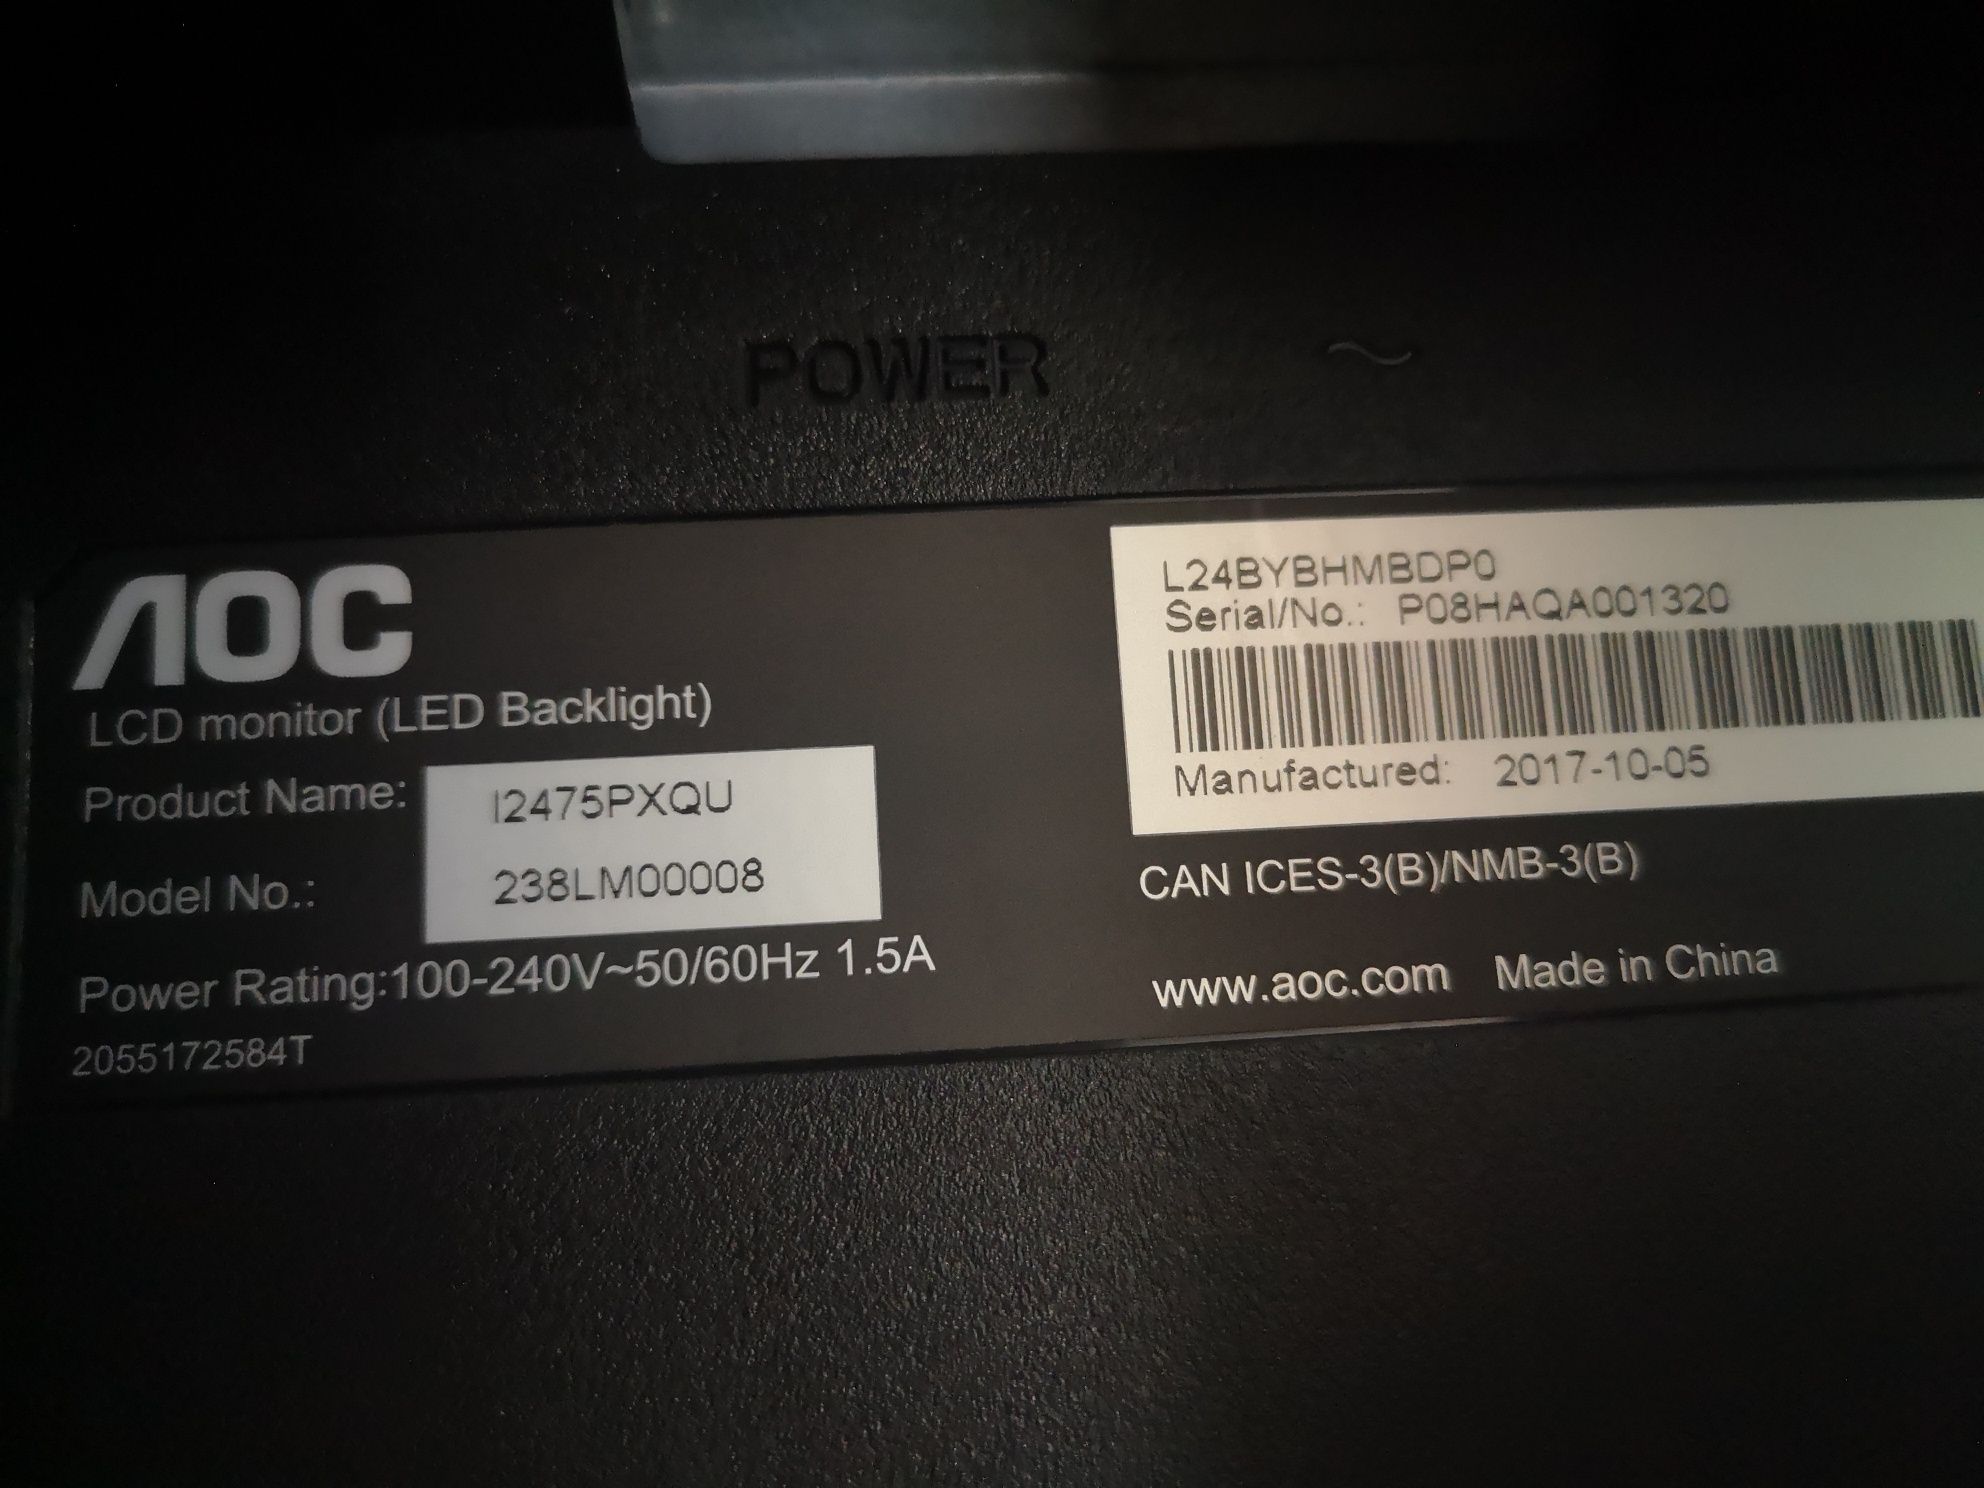 POWER ~
AOC
LCD monitor (LED Backlight)
Product Name: I2475PXQU
Model No.: 238LM00008
Power Rating:100-240V~50/60Hz 1.5A
2055172584T
L24BYBHMBDP0
Serial/No.: P08HAQA001320
Manufactured: 2017-10-05
CAN ICES-3(B)/NMB-3(B)
www.aoc.com Made in China